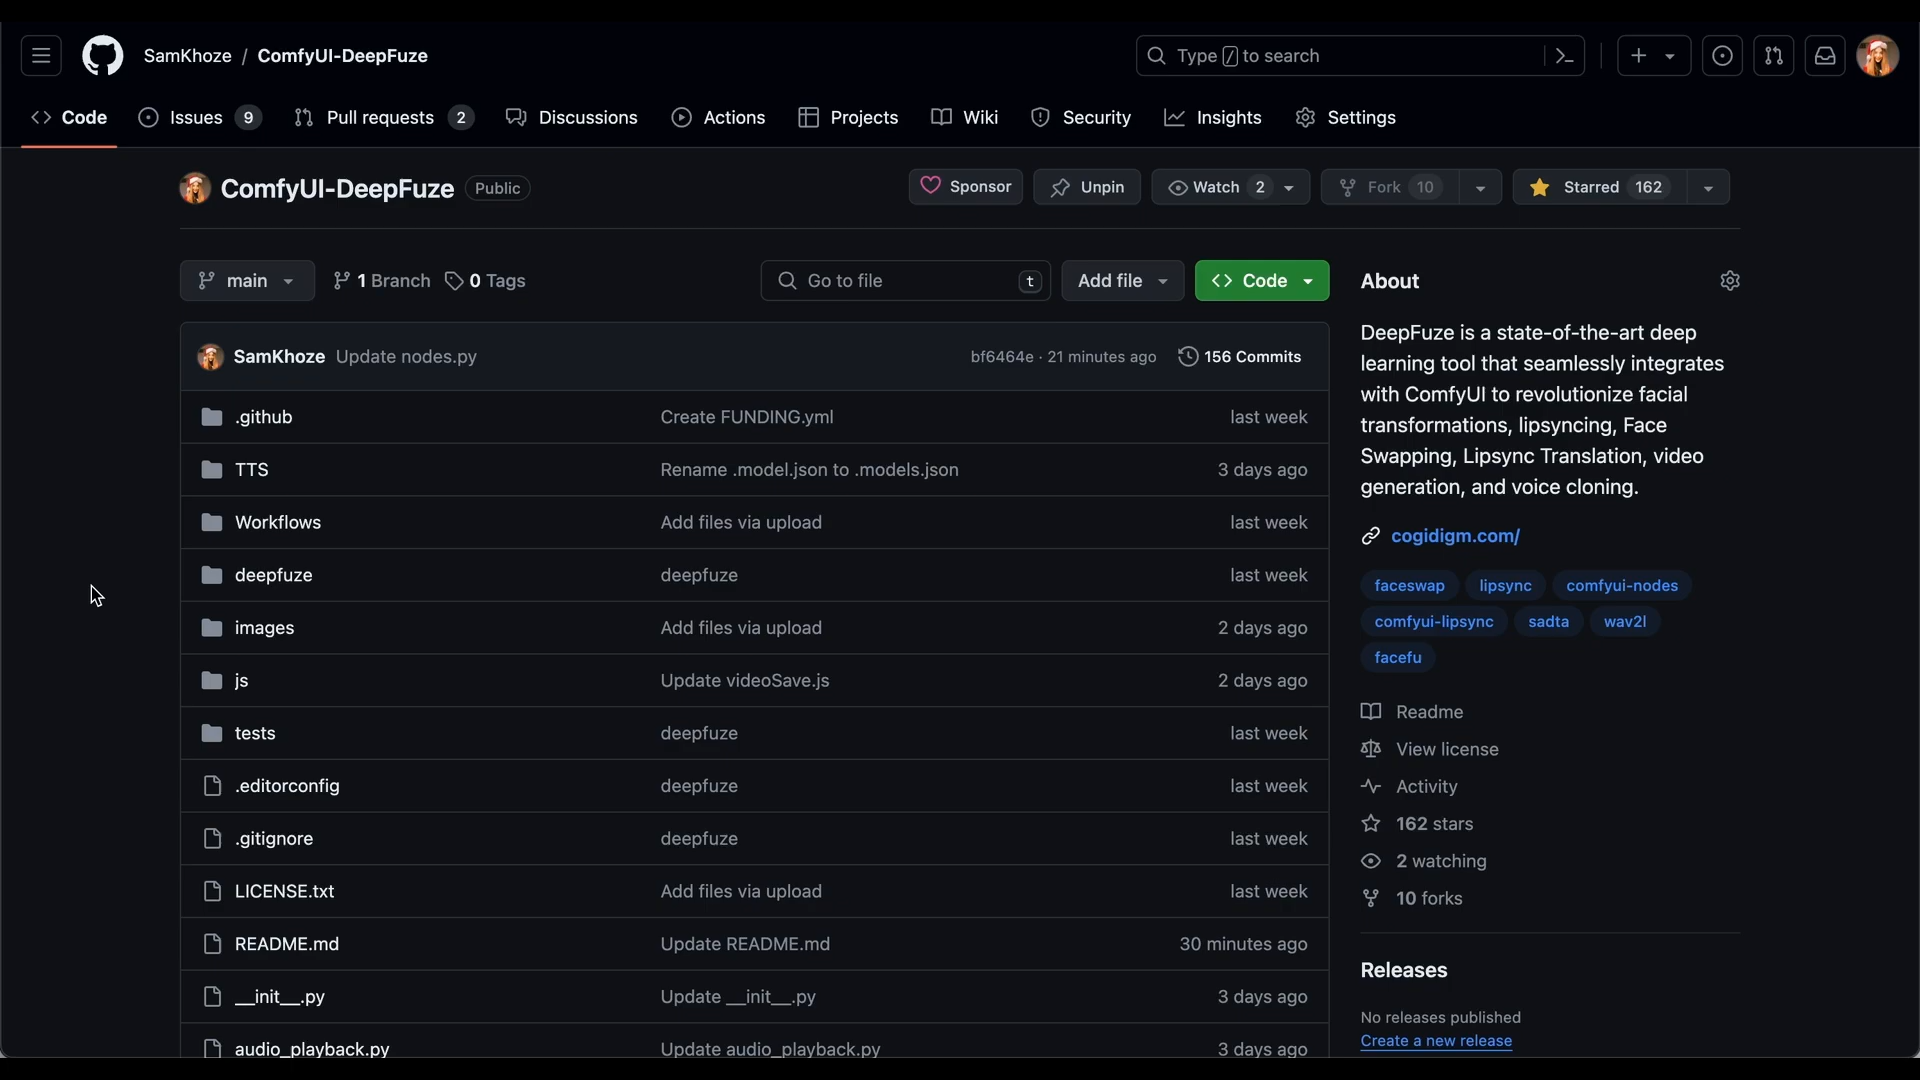 SamKhoze / ComfyUI-DeepFuze
Type / to search
Code
Issues 9
Pull requests 2
Discussions
Actions
Projects
Wiki
Security
Insights
Settings
ComfyUI-DeepFuze Public
Sponsor
Unpin
Watch 2
Fork 10
Starred 162
main
1 Branch
0 Tags
Go to file t
Add file
Code
SamKhoze Update nodes.py bf6464e · 21 minutes ago 156 Commits
.github Create FUNDING.yml last week
TTS Rename .model.json to .models.json 3 days ago
Workflows Add files via upload last week
deepfuze deepfuze last week
images Add files via upload 2 days ago
js Update videoSave.js 2 days ago
tests deepfuze last week
.editorconfig deepfuze last week
.gitignore deepfuze last week
LICENSE.txt Add files via upload last week
README.md Update README.md 30 minutes ago
__init__.py Update __init__.py 3 days ago
audio_playback.py Update audio_playback.py 3 days ago
About
DeepFuze is a state-of-the-art deep
learning tool that seamlessly integrates
with ComfyUI to revolutionize facial
transformations, lipsyncing, Face
Swapping, Lipsync Translation, video
generation, and voice cloning.
cogidigm.com/
faceswap lipsync comfyui-nodes
comfyui-lipsync sadta wav2l
facefu
Readme
View license
Activity
162 stars
2 watching
10 forks
Releases
No releases published
Create a new release